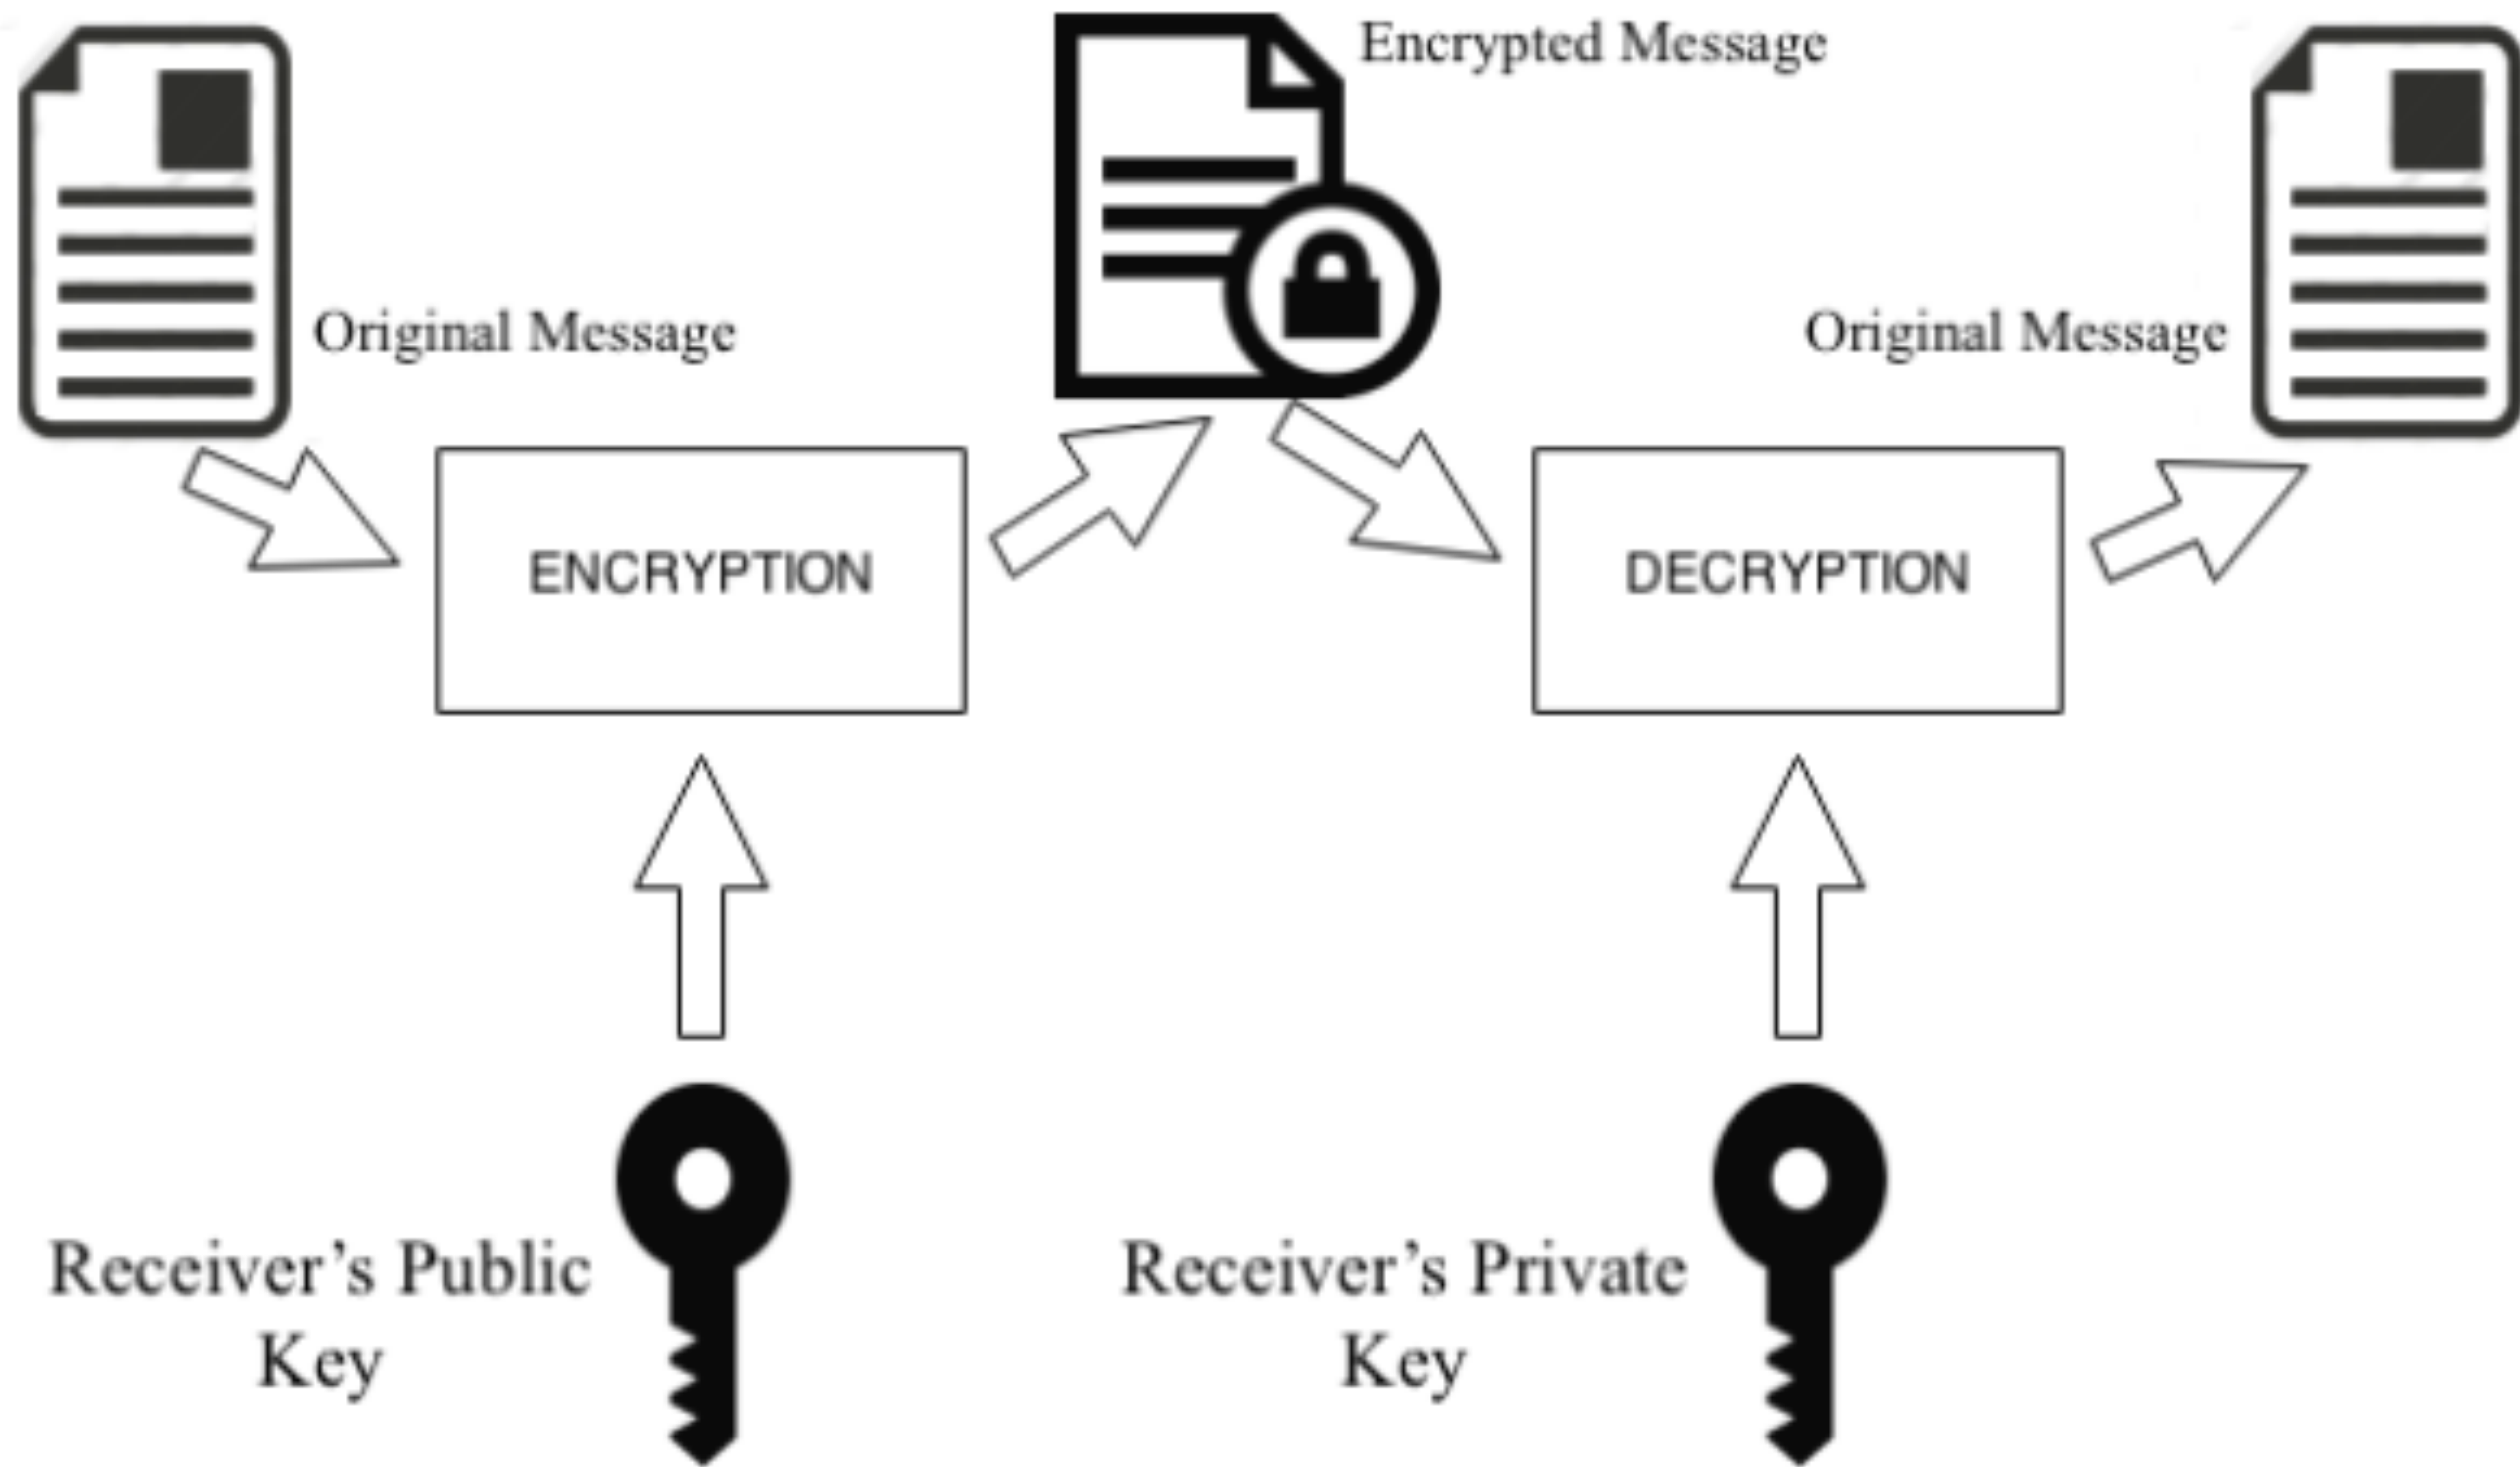 Encrypted Message
Original Message
Original Message
ENCRYPTION
DECRYPTION
Receiver’s Public
Key
Receiver’s Private
Key